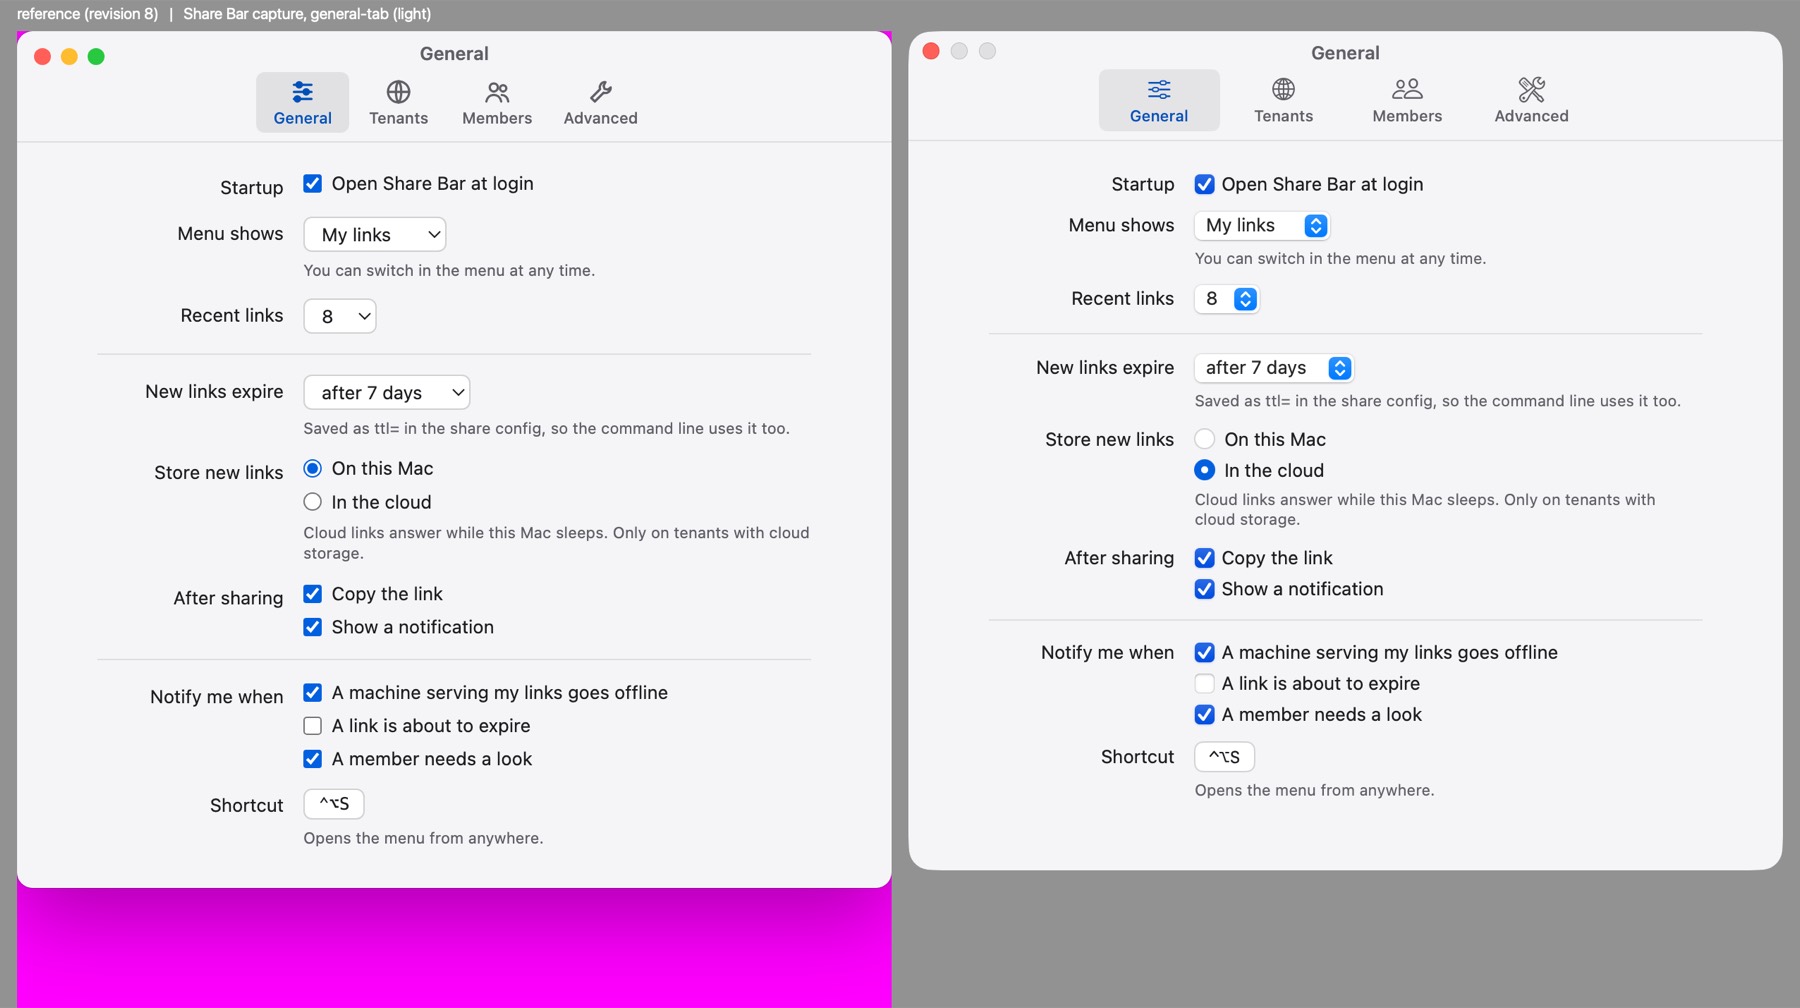 reference (revision 8) | Share Bar capture, general-tab (light)
General
General Tenants Members Advanced
Startup Open Share Bar at login
Menu shows My links
You can switch in the menu at any time.
Recent links 8
New links expire after 7 days
Saved as ttl= in the share config, so the command line uses it too.
Store new links On this Mac
In the cloud
Cloud links answer while this Mac sleeps. Only on tenants with cloud
storage.
After sharing Copy the link
Show a notification
Notify me when A machine serving my links goes offline
A link is about to expire
A member needs a look
Shortcut ^⌥S
Opens the menu from anywhere.
General
General Tenants Members Advanced
Startup Open Share Bar at login
Menu shows My links
You can switch in the menu at any time.
Recent links 8
New links expire after 7 days
Saved as ttl= in the share config, so the command line uses it too.
Store new links On this Mac
In the cloud
Cloud links answer while this Mac sleeps. Only on tenants with
cloud storage.
After sharing Copy the link
Show a notification
Notify me when A machine serving my links goes offline
A link is about to expire
A member needs a look
Shortcut ^⌥S
Opens the menu from anywhere.